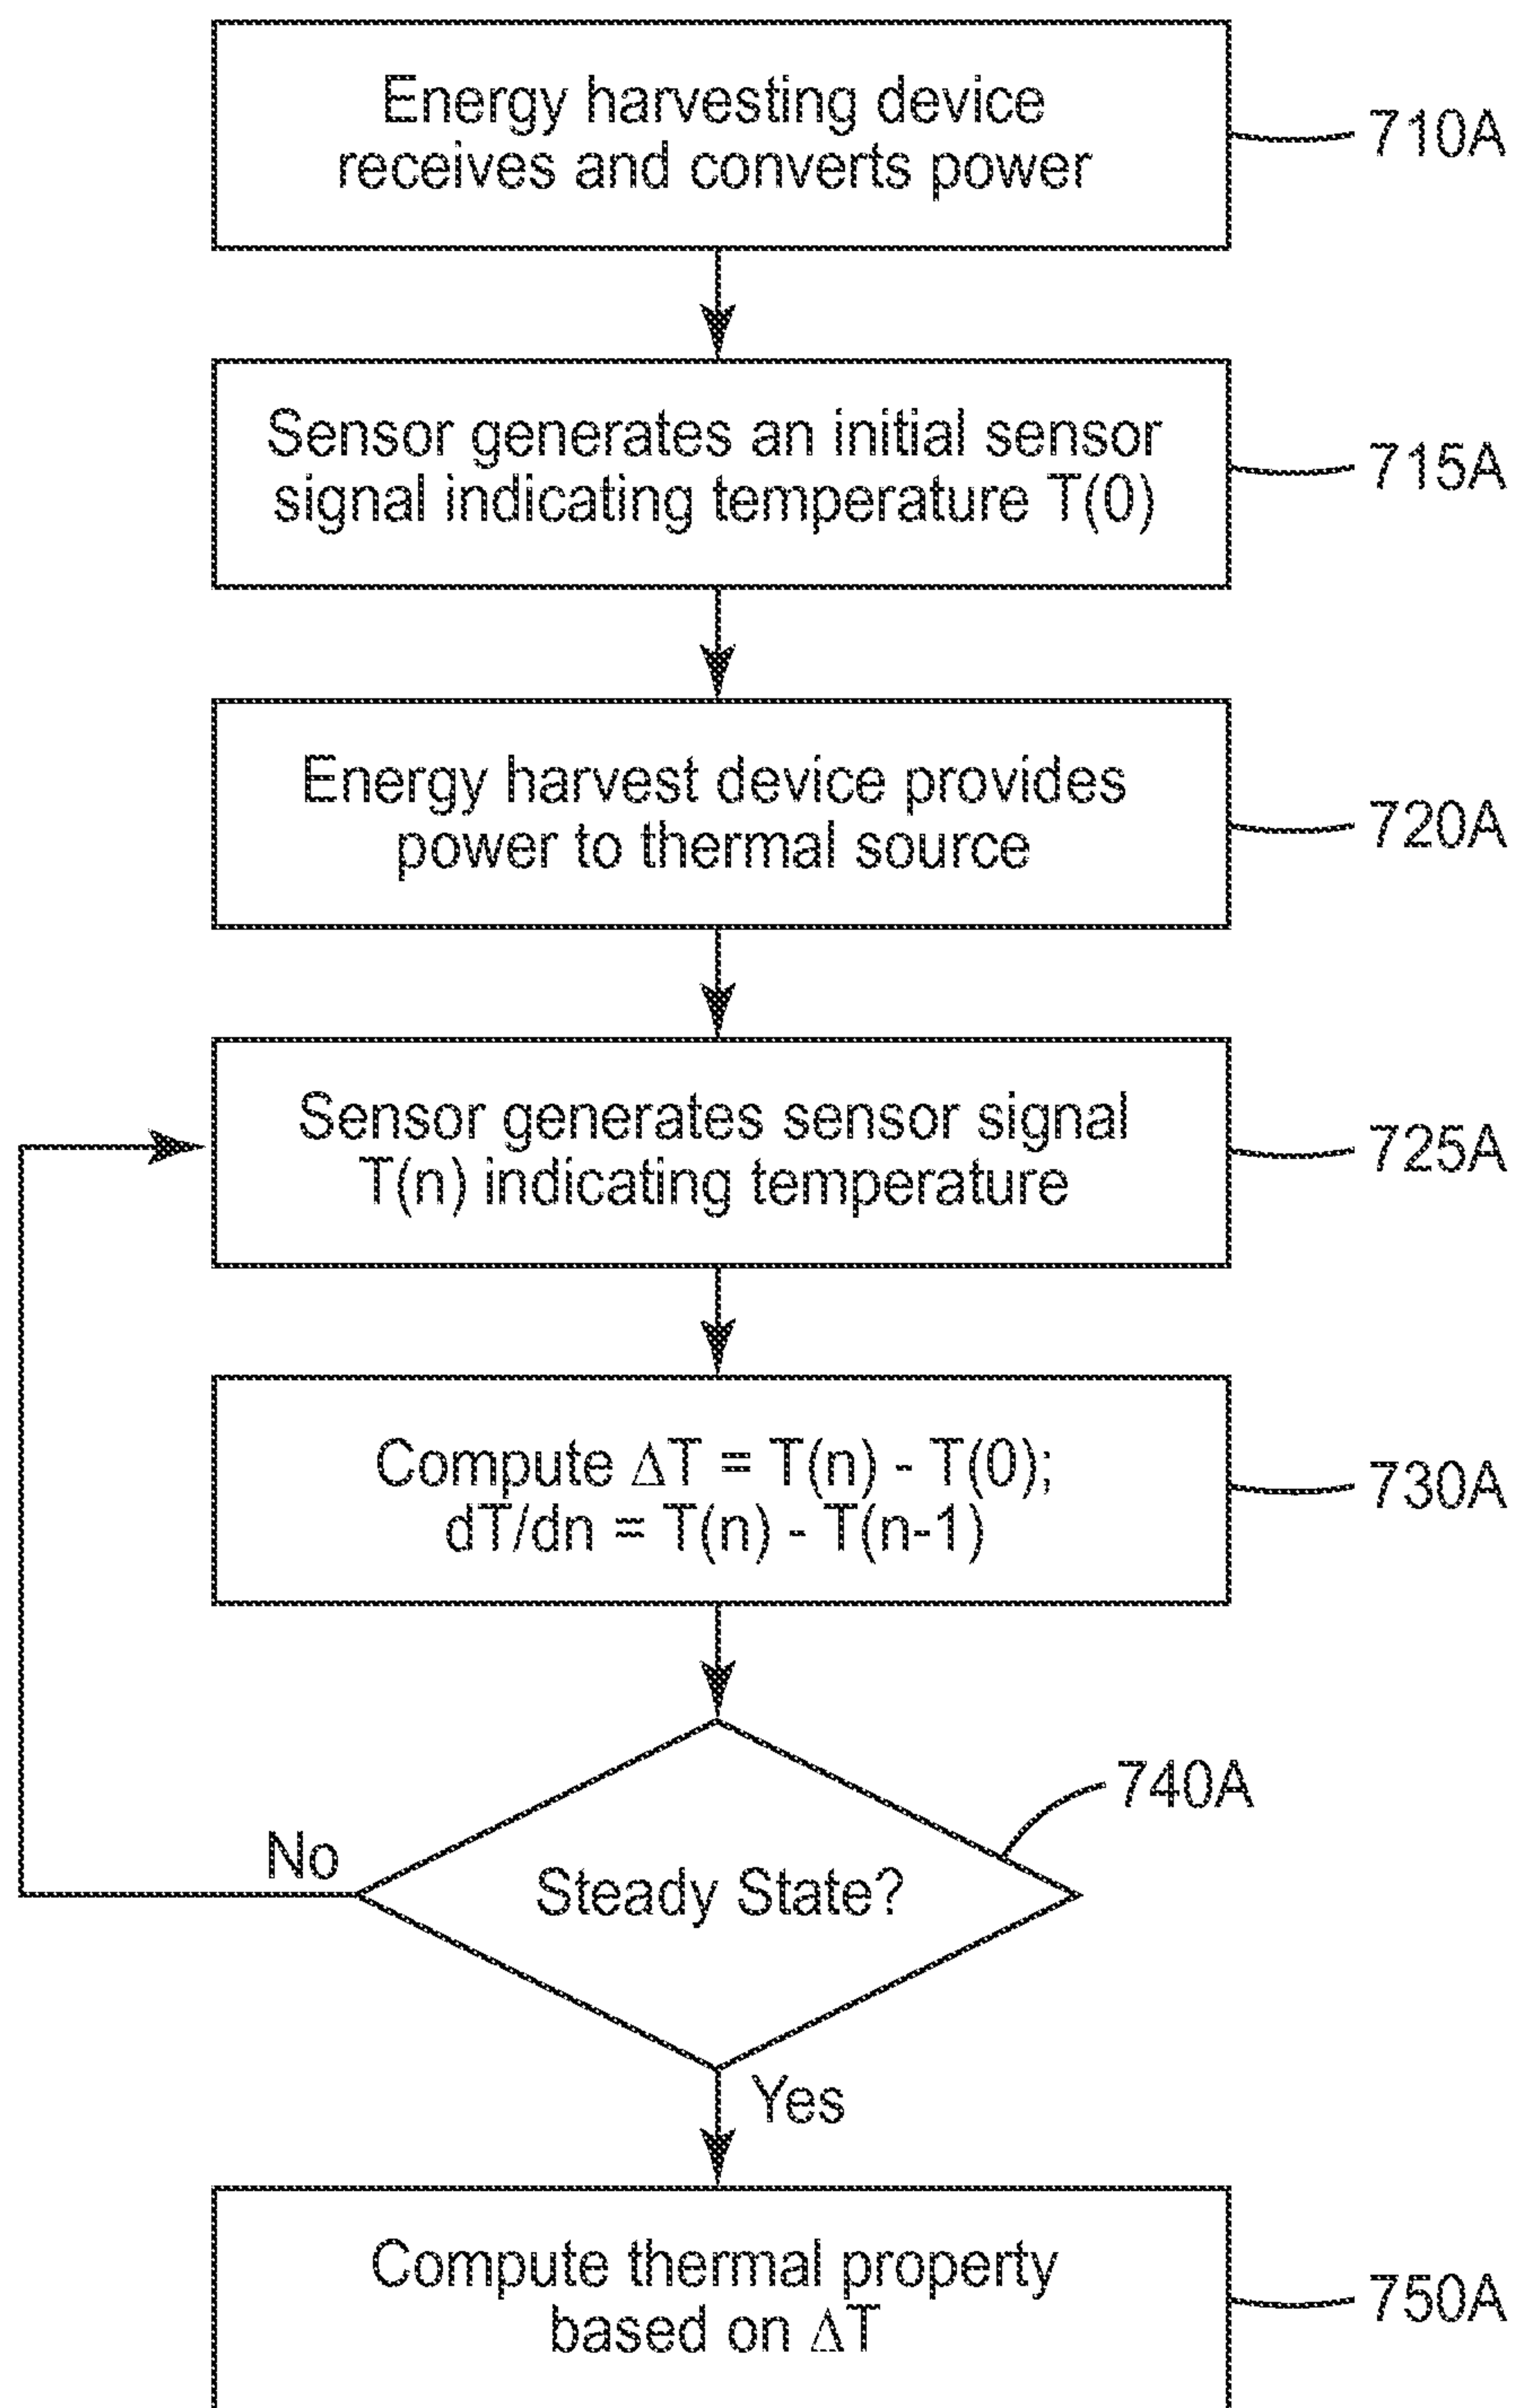 Energy harvesting device
receives and converts power
710A
Sensor generates an initial sensor
signal indicating temperature T(0)
715A
Energy harvest device provides
power to thermal source
720A
Sensor generates sensor signal
T(n) indicating temperature
725A
Compute ΔT = T(n) - T(0);
dT/dn = T(n) - T(n-1)
730A
740A
No
Steady State?
Yes
Compute thermal property
based on ΔT
750A